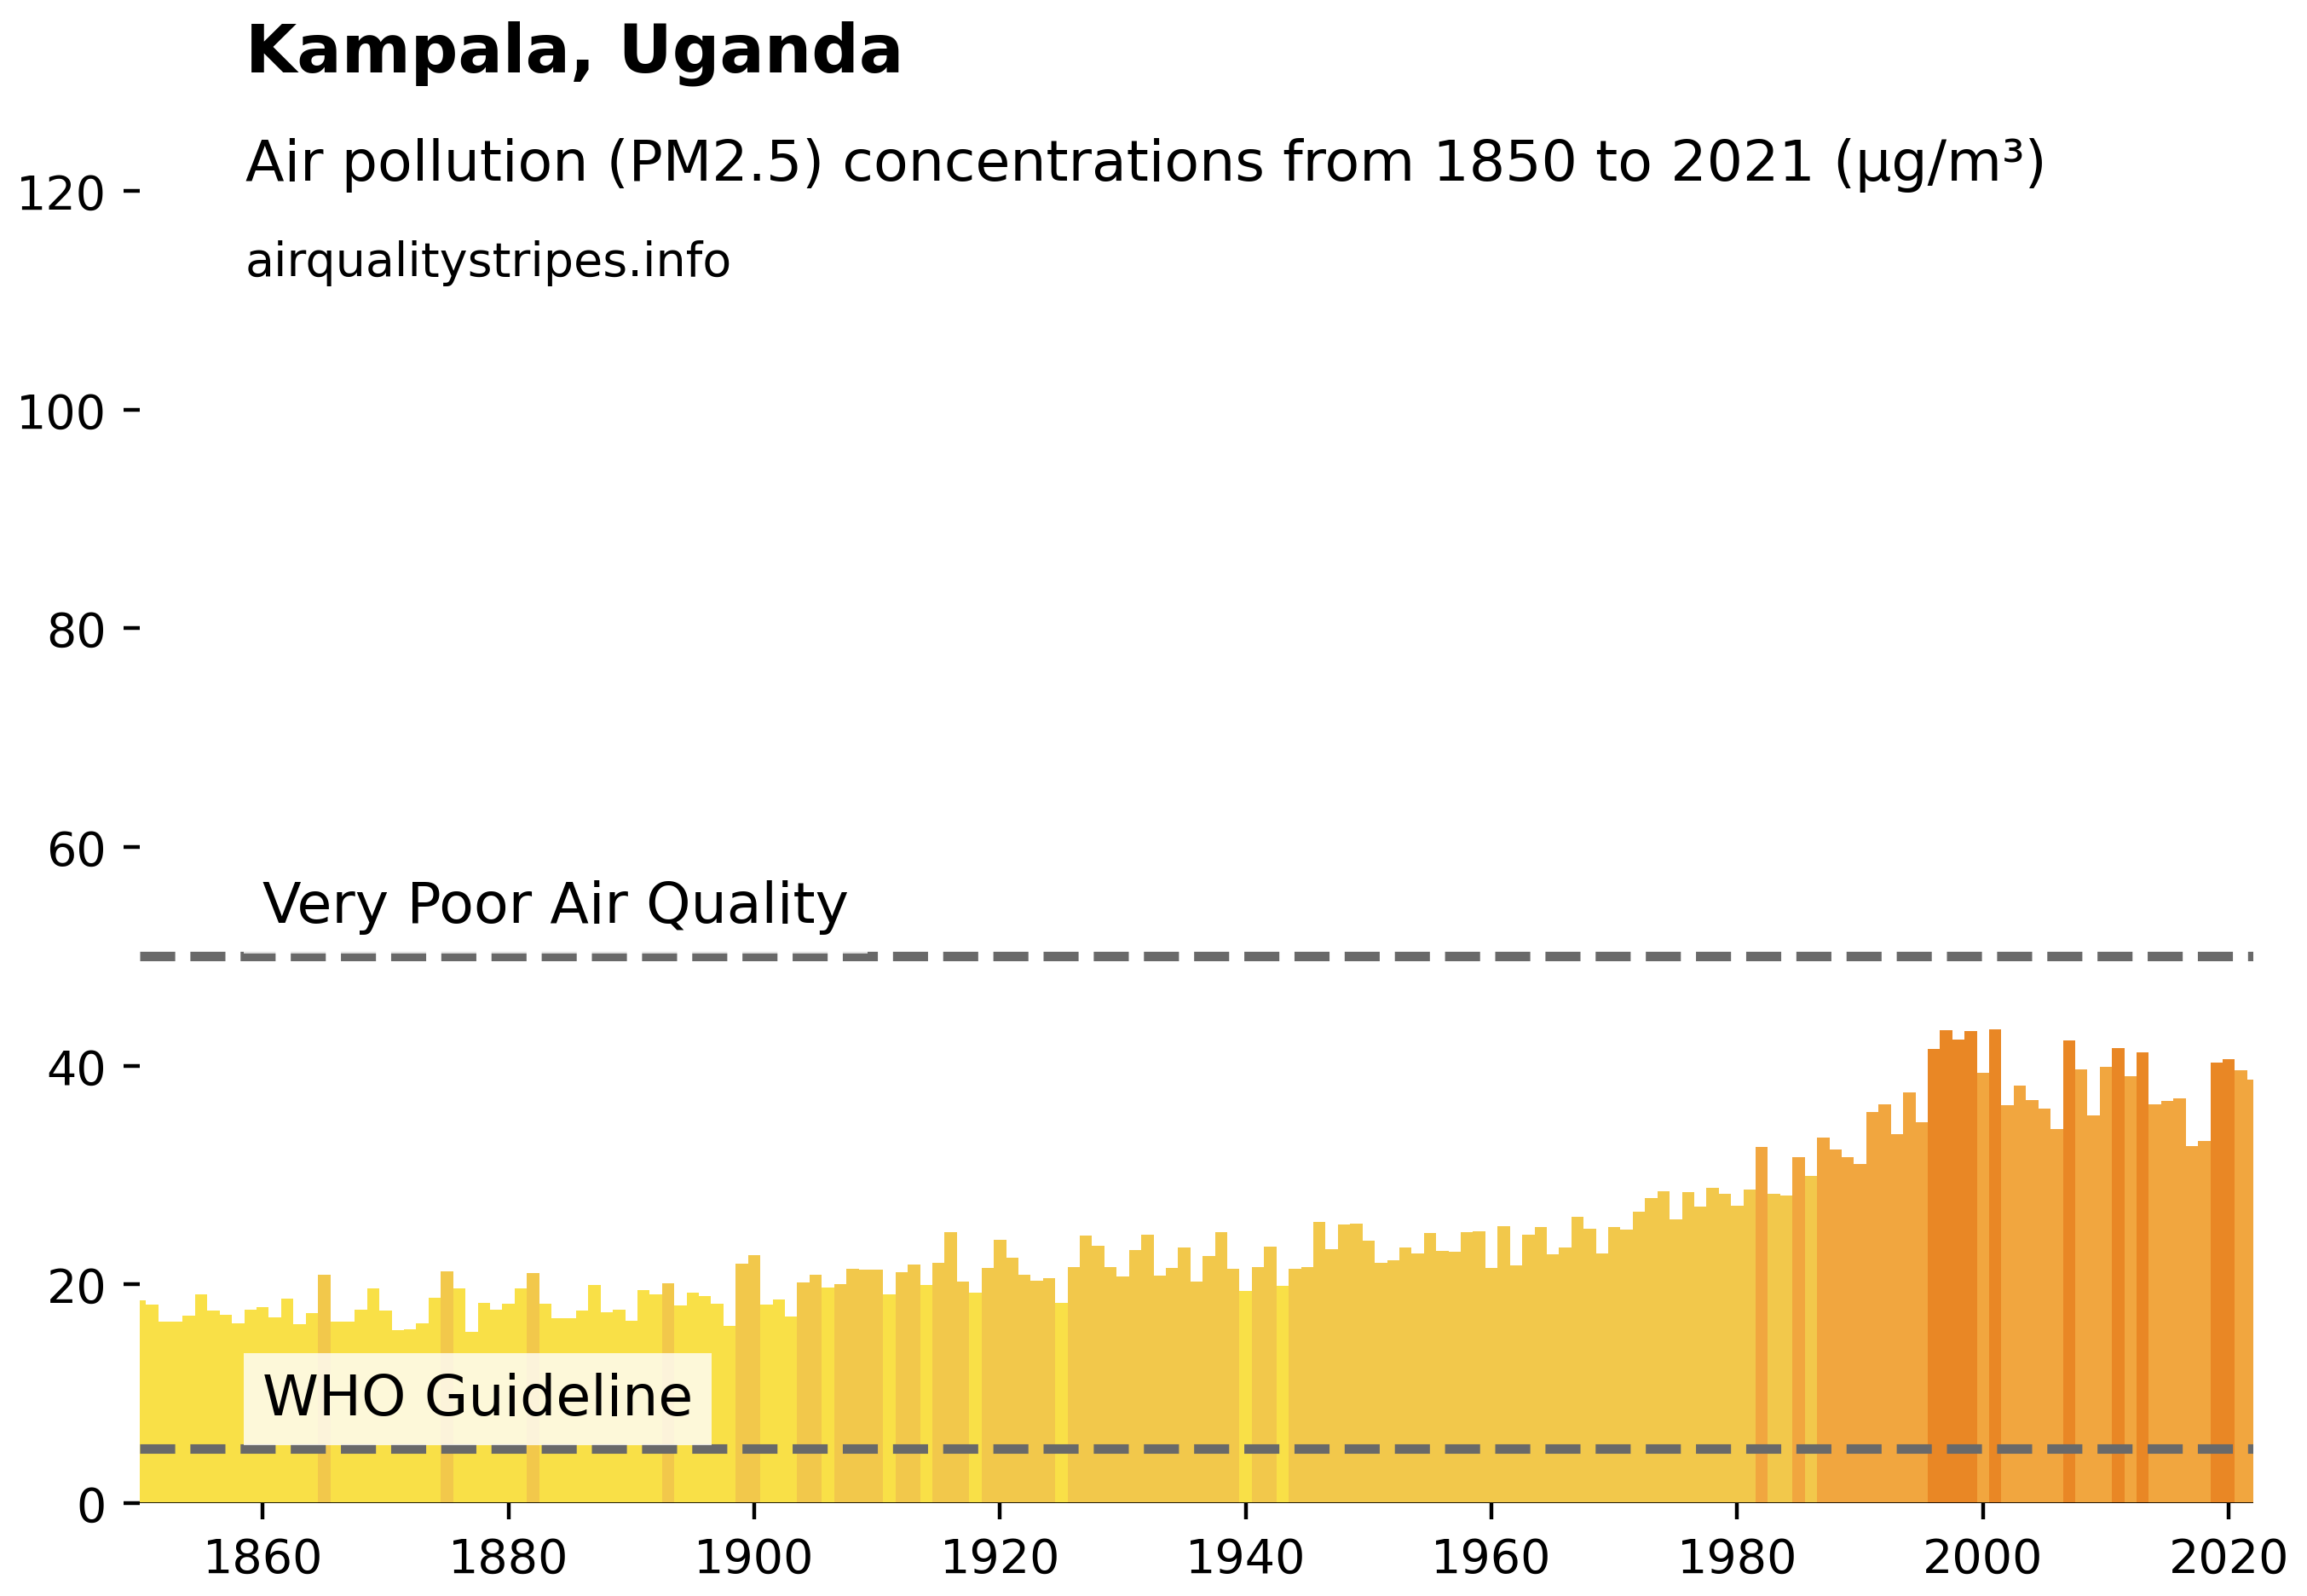 Kampala, Uganda
Air pollution (PM2.5) concentrations from 1850 to 2021 (µg/m³)
airqualitystripes.info
120
100
80
60
Very Poor Air Quality
40
20
WHO Guideline
0
1860 1880 1900 1920 1940 1960 1980 2000 2020